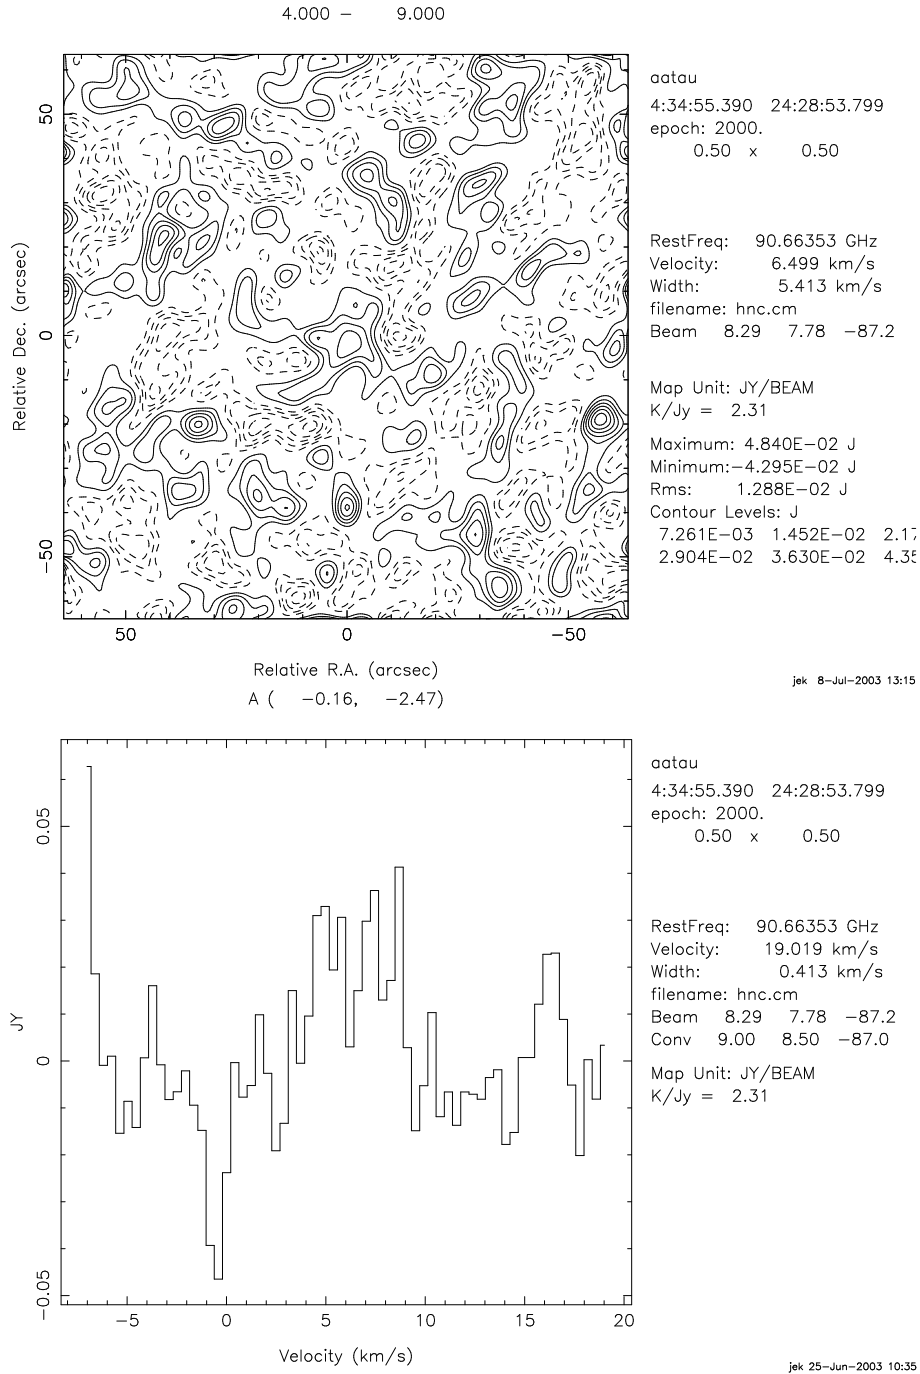 4.000 −     9.000
aatau
4:34:55.390  24:28:53.799
epoch: 2000.
0.50  x     0.50
RestFreq:   90.66353 GHz
Velocity:      6.499 km/s
Width:        5.413 km/s
filename: hnc.cm
Beam   8.29   7.78  −87.2
Map Unit: JY/BEAM
K/Jy =  2.31
Maximum: 4.840E−02 J
Minimum:−4.295E−02 J
Rms:     1.288E−02 J
Contour Levels: J
7.261E−03  1.452E−02  2.17
2.904E−02  3.630E−02  4.35
50
0
−50
Relative Dec. (arcsec)
50
0
−50
Relative R.A. (arcsec)
A (   −0.16,   −2.47)
jek  8−Jul−2003 13:15
aatau
4:34:55.390  24:28:53.799
epoch: 2000.
0.50  x     0.50
RestFreq:   90.66353 GHz
Velocity:     19.019 km/s
Width:        0.413 km/s
filename: hnc.cm
Beam   8.29   7.78  −87.2
Conv   9.00   8.50  −87.0
Map Unit: JY/BEAM
K/Jy =  2.31
0.05
0
−0.05
JY
−5
0
5
10
15
20
Velocity (km/s)
jek 25−Jun−2003 10:35